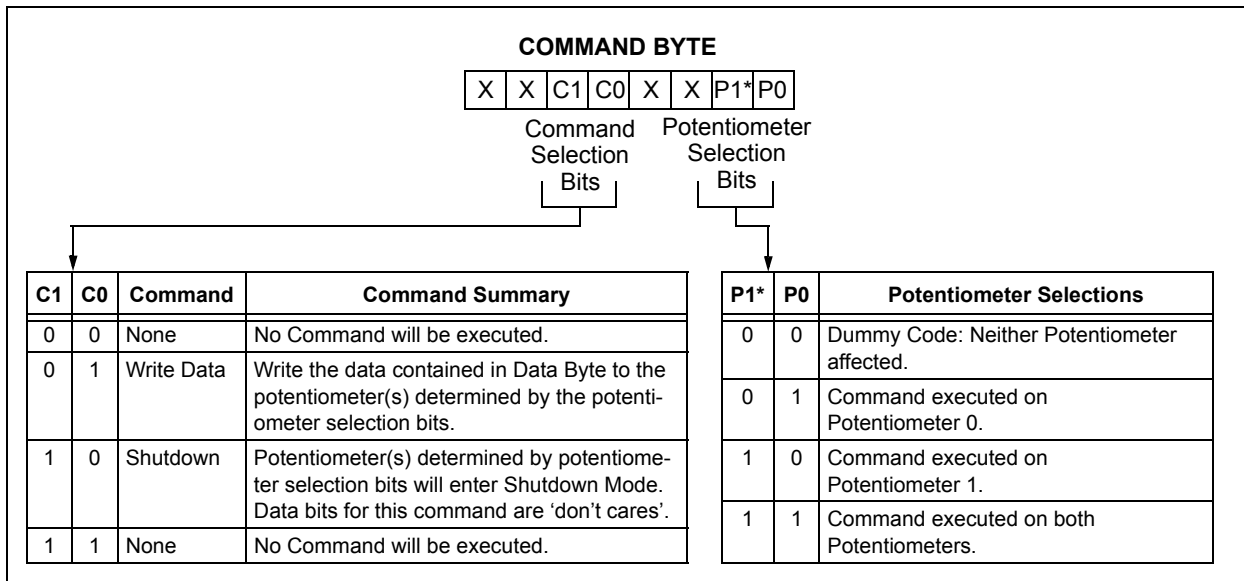 COMMAND BYTE
X X C1 C0 X X P1* P0
Command
Selection
Bits
Potentiometer
Selection
Bits
C1 C0 Command Command Summary
0 0 None No Command will be executed.
0 1 Write Data Write the data contained in Data Byte to the
potentiometer(s) determined by the potenti-
ometer selection bits.
1 0 Shutdown Potentiometer(s) determined by potentiome-
ter selection bits will enter Shutdown Mode.
Data bits for this command are ‘don’t cares’.
1 1 None No Command will be executed.
P1* P0 Potentiometer Selections
0 0 Dummy Code: Neither Potentiometer
affected.
0 1 Command executed on
Potentiometer 0.
1 0 Command executed on
Potentiometer 1.
1 1 Command executed on both
Potentiometers.